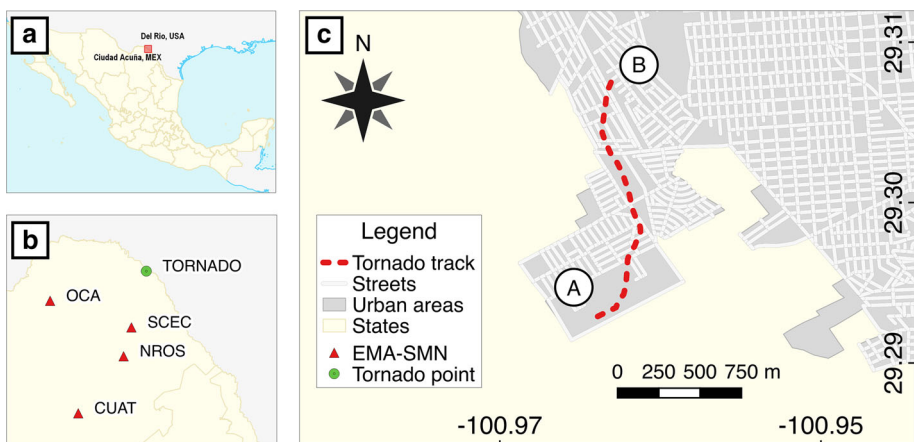 a
Del Rio, USA
Ciudad Acuña, MEX
b
TORNADO
OCA
SCEC
NROS
CUAT
c
N
B
A
Legend
Tornado track
Streets
Urban areas
States
EMA-SMN
Tornado point
0 250 500 750 m
29.31
29.30
29.29
-100.97
-100.95